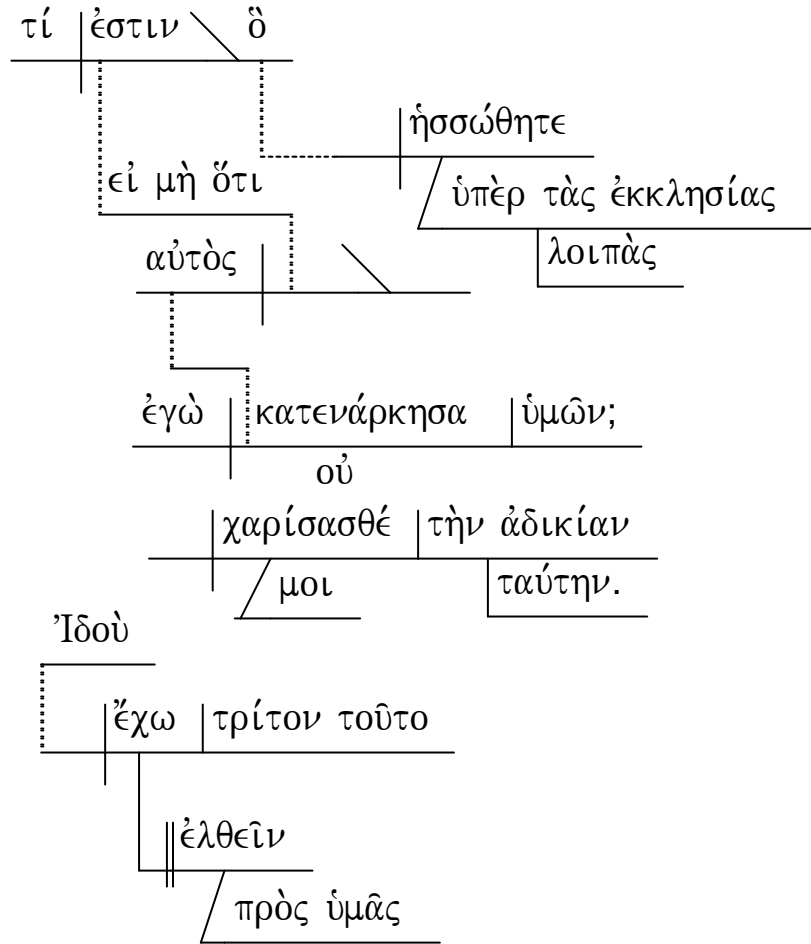 τί ἐστιν ὃ
ἡσσώθητε
εἰ μὴ ὅτι
ὑπὲρ τὰς ἐκκλησίας
αὐτὸς
λοιπὰς
ἐγὼ κατενάρκησα ὑμῶν;
οὐ
χαρίσασθέ τὴν ἀδικίαν
μοι
ταύτην.
Ἰδοὺ
ἔχω τρίτον τοῦτο
ἐλθεῖν
πρὸς ὑμᾶς